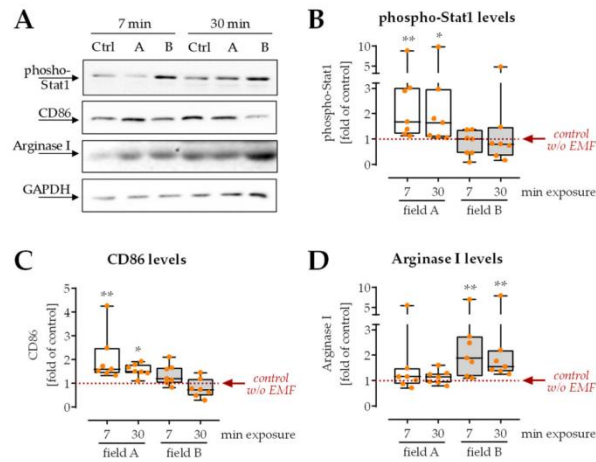 A
7 min 30 min
Ctrl A B Ctrl A B
phosho-
Stat1
CD86
Arginase I
GAPDH
B
phospho-Stat1 levels
phospho-Stat1
[fold of control]
10
5
3
2
1
0
** *
control
w/o EMF
7 30 7 30 min exposure
field A field B
C
CD86 levels
CD86
[fold of control]
5
4
3
2
1
0
** *
control
w/o EMF
7 30 7 30 min exposure
field A field B
D
Arginase I levels
Arginase I
[fold of control]
10
5
3
2
1
0
** **
control
w/o EMF
7 30 7 30 min exposure
field A field B